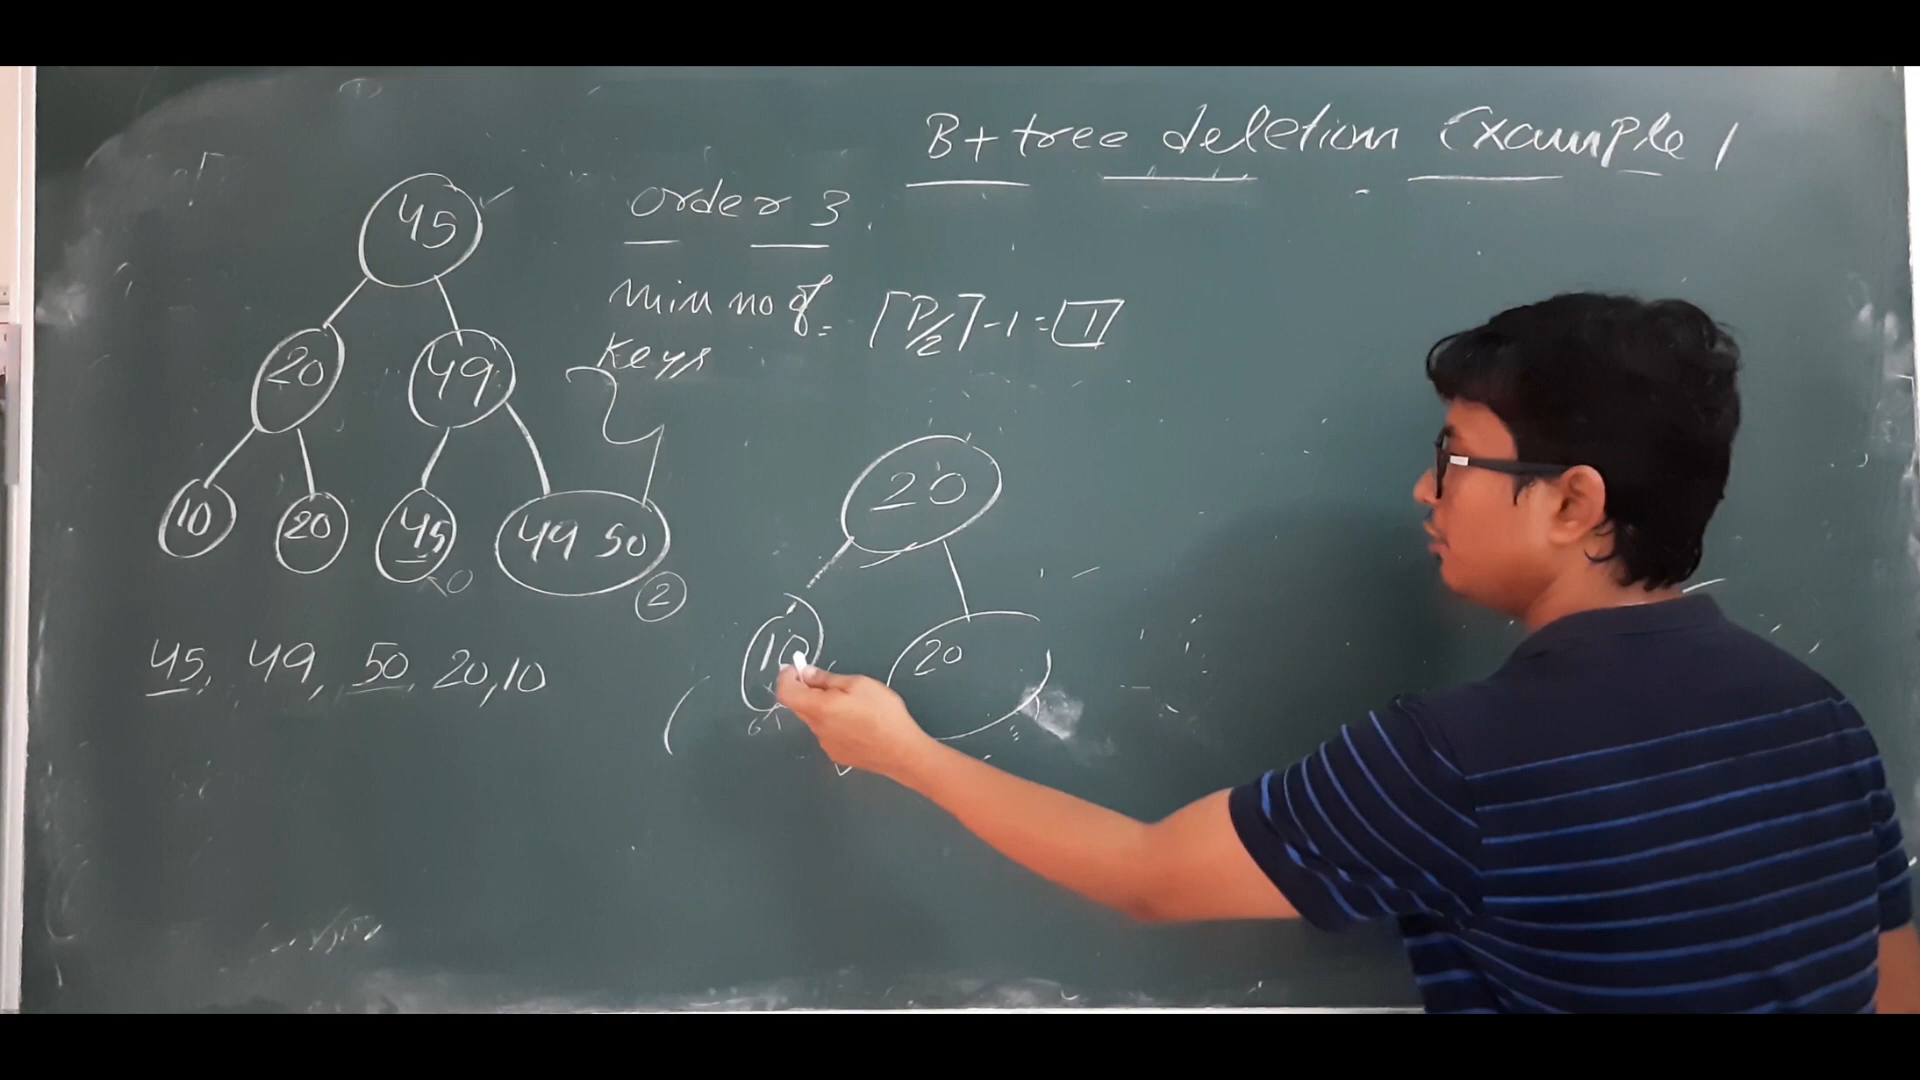 B+ tree deletion Example 1
order 3
min no of keys = ⌈P/2⌉-1 = 1
45
20 49
10 20 45 49 50
0
2
45, 49, 50, 20, 10
20
10 20